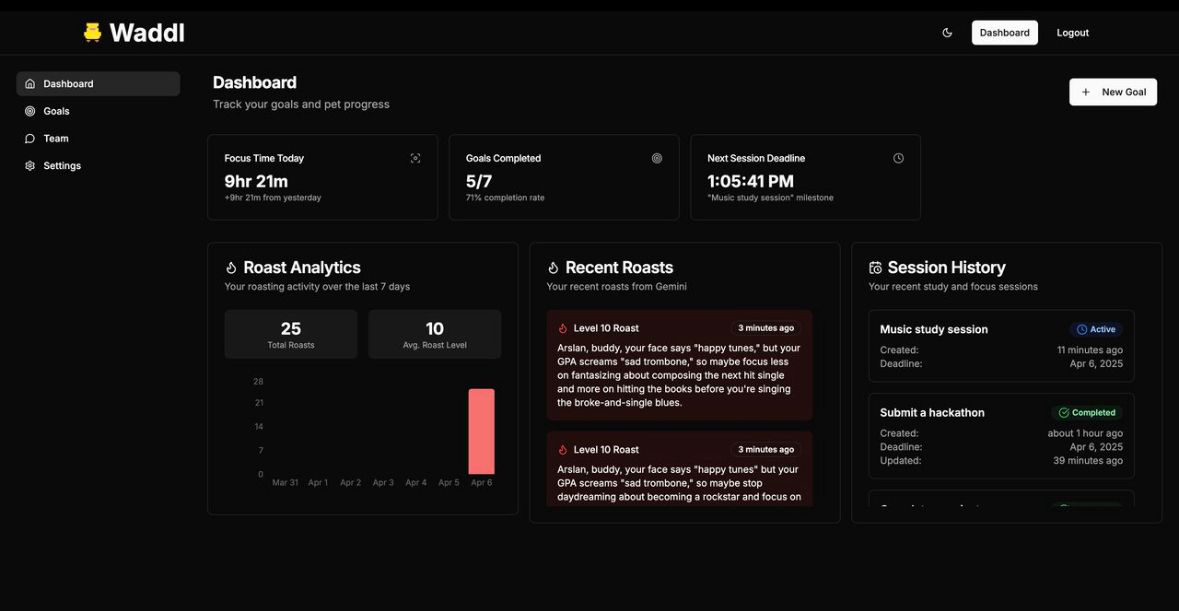 Waddl
Dashboard
Logout
Dashboard
Goals
Team
Settings
Dashboard
Track your goals and pet progress
New Goal
Focus Time Today
9hr 21m
+9hr 21m from yesterday
Goals Completed
5/7
71% completion rate
Next Session Deadline
1:05:41 PM
"Music study session" milestone
Roast Analytics
Your roasting activity over the last 7 days
25
Total Roasts
10
Avg. Roast Level
28
21
14
7
0
Mar 31 Apr 1 Apr 2 Apr 3 Apr 4 Apr 5 Apr 6
Recent Roasts
Your recent roasts from Gemini
Level 10 Roast 3 minutes ago
Arslan, buddy, your face says "happy tunes," but your
GPA screams "sad trombone," so maybe focus less
on fantasizing about composing the next hit single
and more on hitting the books before you're singing
the broke-and-single blues.
Level 10 Roast 3 minutes ago
Arslan, buddy, your face says "happy tunes" but your
GPA screams "sad trombone," so maybe stop
daydreaming about becoming a rockstar and focus on
Session History
Your recent study and focus sessions
Music study session Active
Created: 11 minutes ago
Deadline: Apr 6, 2025
Submit a hackathon Completed
Created: about 1 hour ago
Deadline: Apr 6, 2025
Updated: 39 minutes ago